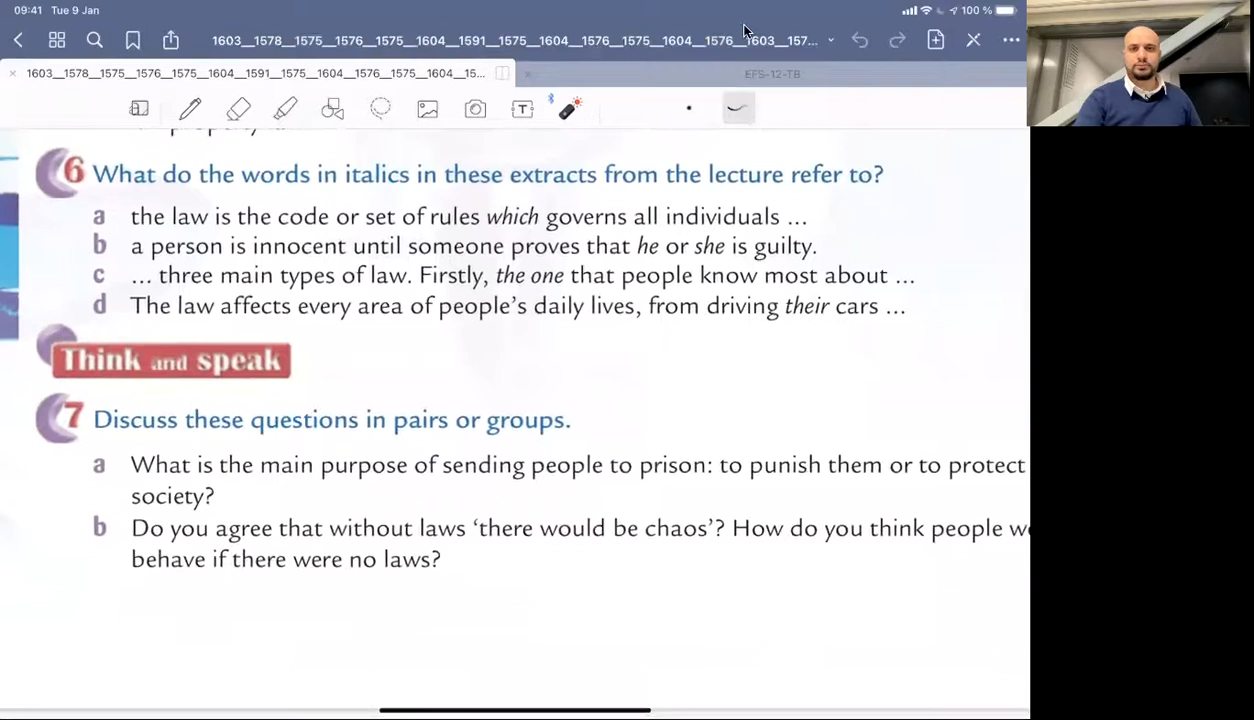 09:41 Tue 9 Jan 100 %
1603__1578__1575__1576__1575__1604__1591__1575__1604__1576__1575__1604__1576__1603__157...
1603__1578__1575__1576__1575__1604__1591__1575__1604__1576__1575__1604__15...
EFS-12-TB
T
6 What do the words in italics in these extracts from the lecture refer to?
a the law is the code or set of rules which governs all individuals ...
b a person is innocent until someone proves that he or she is guilty.
c ... three main types of law. Firstly, the one that people know most about ...
d The law affects every area of people's daily lives, from driving their cars ...
Think and speak
7 Discuss these questions in pairs or groups.
a What is the main purpose of sending people to prison: to punish them or to protect
society?
b Do you agree that without laws 'there would be chaos'? How do you think people
behave if there were no laws?